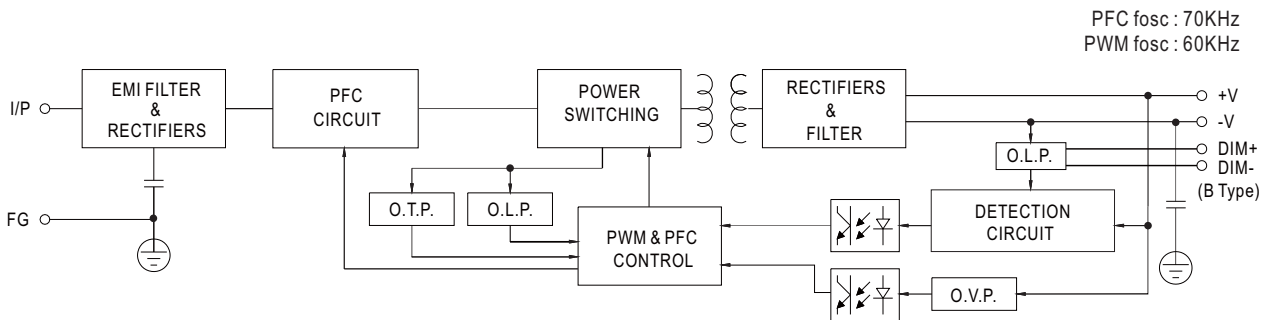 PFC fosc : 70KHz
PWM fosc : 60KHz
I/P
EMI FILTER
&
RECTIFIERS
PFC
CIRCUIT
POWER
SWITCHING
RECTIFIERS
&
FILTER
+V
-V
DIM+
DIM-
(B Type)
O.L.P.
O.T.P.
O.L.P.
FG
PWM & PFC
CONTROL
DETECTION
CIRCUIT
O.V.P.